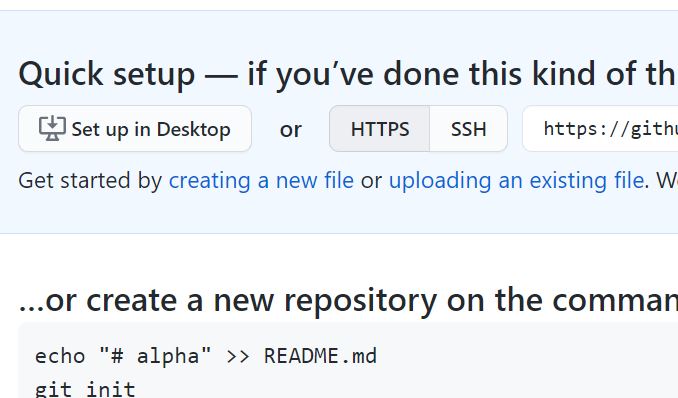 Quick setup — if you’ve done this kind of th
Set up in Desktop or HTTPS SSH https://githu
Get started by creating a new file or uploading an existing file. We
…or create a new repository on the comman
echo "# alpha" >> README.md
git init